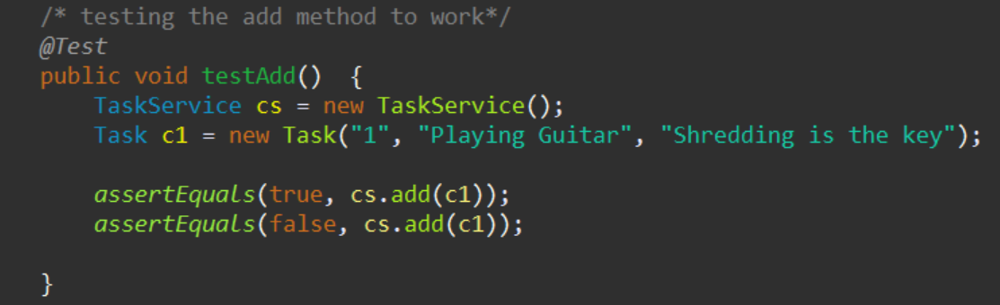 /* testing the add method to work*/
@Test
public void testAdd()  {
    TaskService cs = new TaskService();
    Task c1 = new Task("1", "Playing Guitar", "Shredding is the key");
    assertEquals(true, cs.add(c1));
    assertEquals(false, cs.add(c1));
}